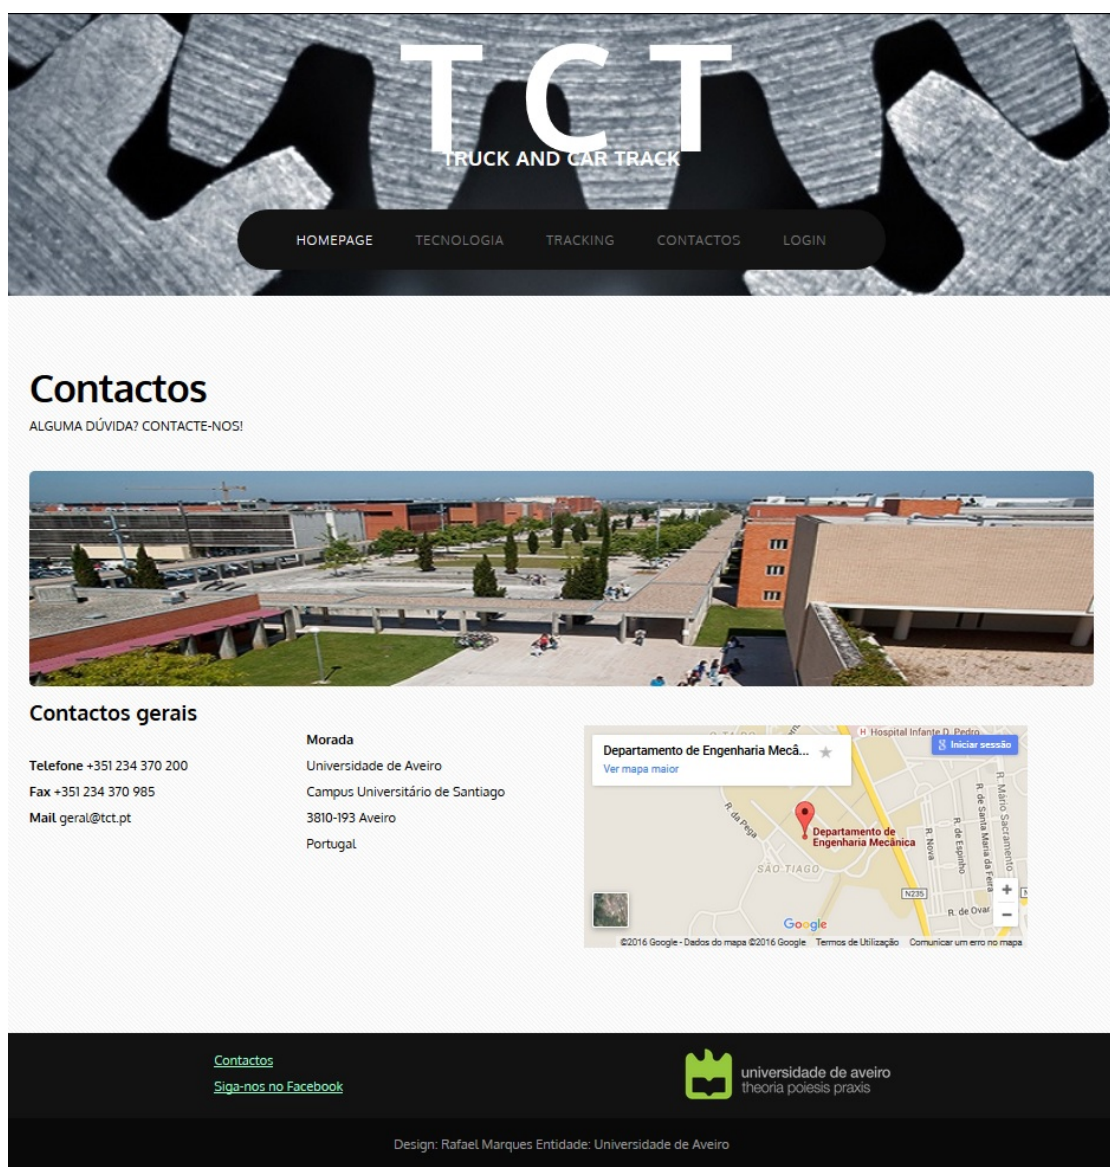 T C T
TRUCK AND CAR TRACK
HOMEPAGE TECNOLOGIA TRACKING CONTACTOS LOGIN
Contactos
ALGUMA DÚVIDA? CONTACTE-NOS!
Contactos gerais
Telefone +351 234 370 200
Fax +351 234 370 985
Mail geral@tct.pt
Morada
Universidade de Aveiro
Campus Universitário de Santiago
3810-193 Aveiro
Portugal
Departamento de Engenharia Mecâ...
Ver mapa maior
H Hospital Infante D. Pedro
8 Iniciar sessão
R. da Pega
Departamento de
Engenharia Mecânica
SÃO TIAGO
R. Nova
R. de Espinho
R. de Santa Maria da Feira
R. Mário Sacramento
N235
R. de Ovar
+
−
Google
©2016 Google - Dados do mapa ©2016 Google Termos de Utilização Comunicar um erro no mapa
Contactos
Siga-nos no Facebook
universidade de aveiro
theoria poiesis praxis
Design: Rafael Marques Entidade: Universidade de Aveiro